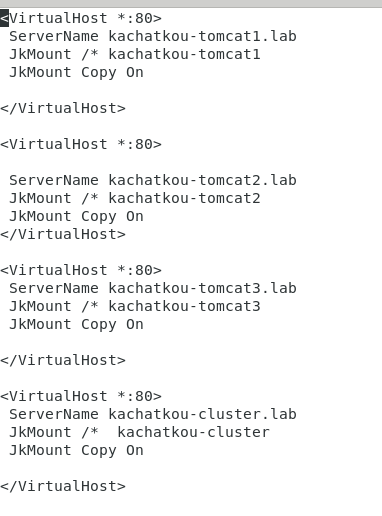 <VirtualHost *:80>
 ServerName kachatkou-tomcat1.lab
 JkMount /* kachatkou-tomcat1
 JkMount Copy On

</VirtualHost>

<VirtualHost *:80>

 ServerName kachatkou-tomcat2.lab
 JkMount /* kachatkou-tomcat2
 JkMount Copy On
</VirtualHost>

<VirtualHost *:80>
 ServerName kachatkou-tomcat3.lab
 JkMount /* kachatkou-tomcat3
 JkMount Copy On

</VirtualHost>

<VirtualHost *:80>
 ServerName kachatkou-cluster.lab
 JkMount /*  kachatkou-cluster
 JkMount Copy On

</VirtualHost>